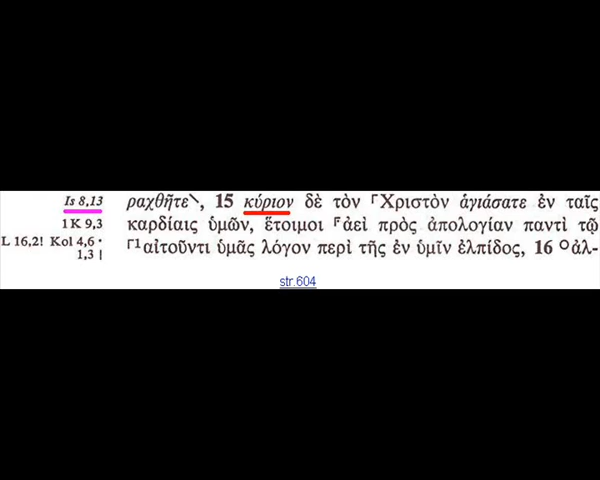 Is 8,13 ραχθῆτε⸌, 15 κύριον δὲ τὸν ⸀Χριστὸν ἁγιάσατε ἐν ταῖς
1 K 9,3 καρδίαις ὑμῶν, ἕτοιμοι ⸁ἀεὶ πρὸς ἀπολογίαν παντὶ τῷ
L 16,2! Kol 4,6 · ⸀1αἰτοῦντι ὑμᾶς λόγον περὶ τῆς ἐν ὑμῖν ἐλπίδος, 16 ⸰ἀλ-
1,3 |
str.604